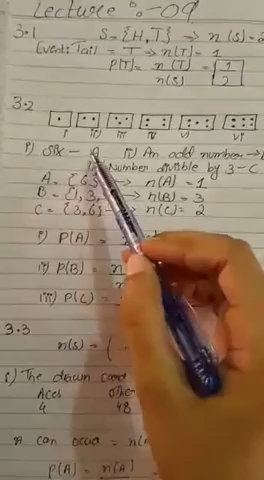 Lecture :- 09
3.1 S = {H,T} ⇒ n(S) = 2
Event: Tail = T ⇒ n(T) = 1
P(T) = n(T) / n(S) = 1/2
3.2
i ii iii iv vi vi
i) Six - A ii) An odd number → B
Number divisible by 3 - C
A = {6} → n(A) = 1
B = {1, 3, → n(B) = 3
C = {3,6} → n(C) = 2
i) P(A) =
ii) P(B) = n
iii) P(C) =
3.3
n(S) = (
i) The drawn card
Aces other
4 48
A can occur = n(
P(A) = n(A)